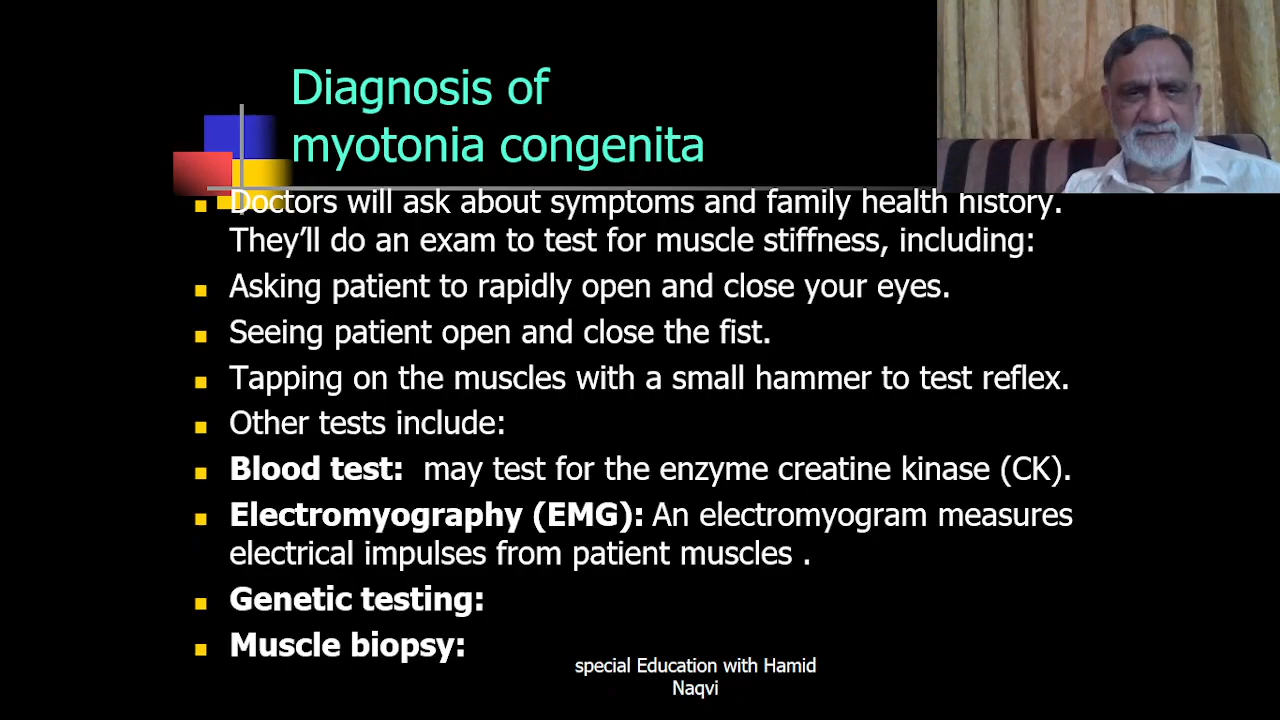 Diagnosis of
myotonia congenita
Doctors will ask about symptoms and family health history.
They’ll do an exam to test for muscle stiffness, including:
Asking patient to rapidly open and close your eyes.
Seeing patient open and close the fist.
Tapping on the muscles with a small hammer to test reflex.
Other tests include:
Blood test:  may test for the enzyme creatine kinase (CK).
Electromyography (EMG): An electromyogram measures
electrical impulses from patient muscles .
Genetic testing:
Muscle biopsy:
special Education with Hamid
Naqvi